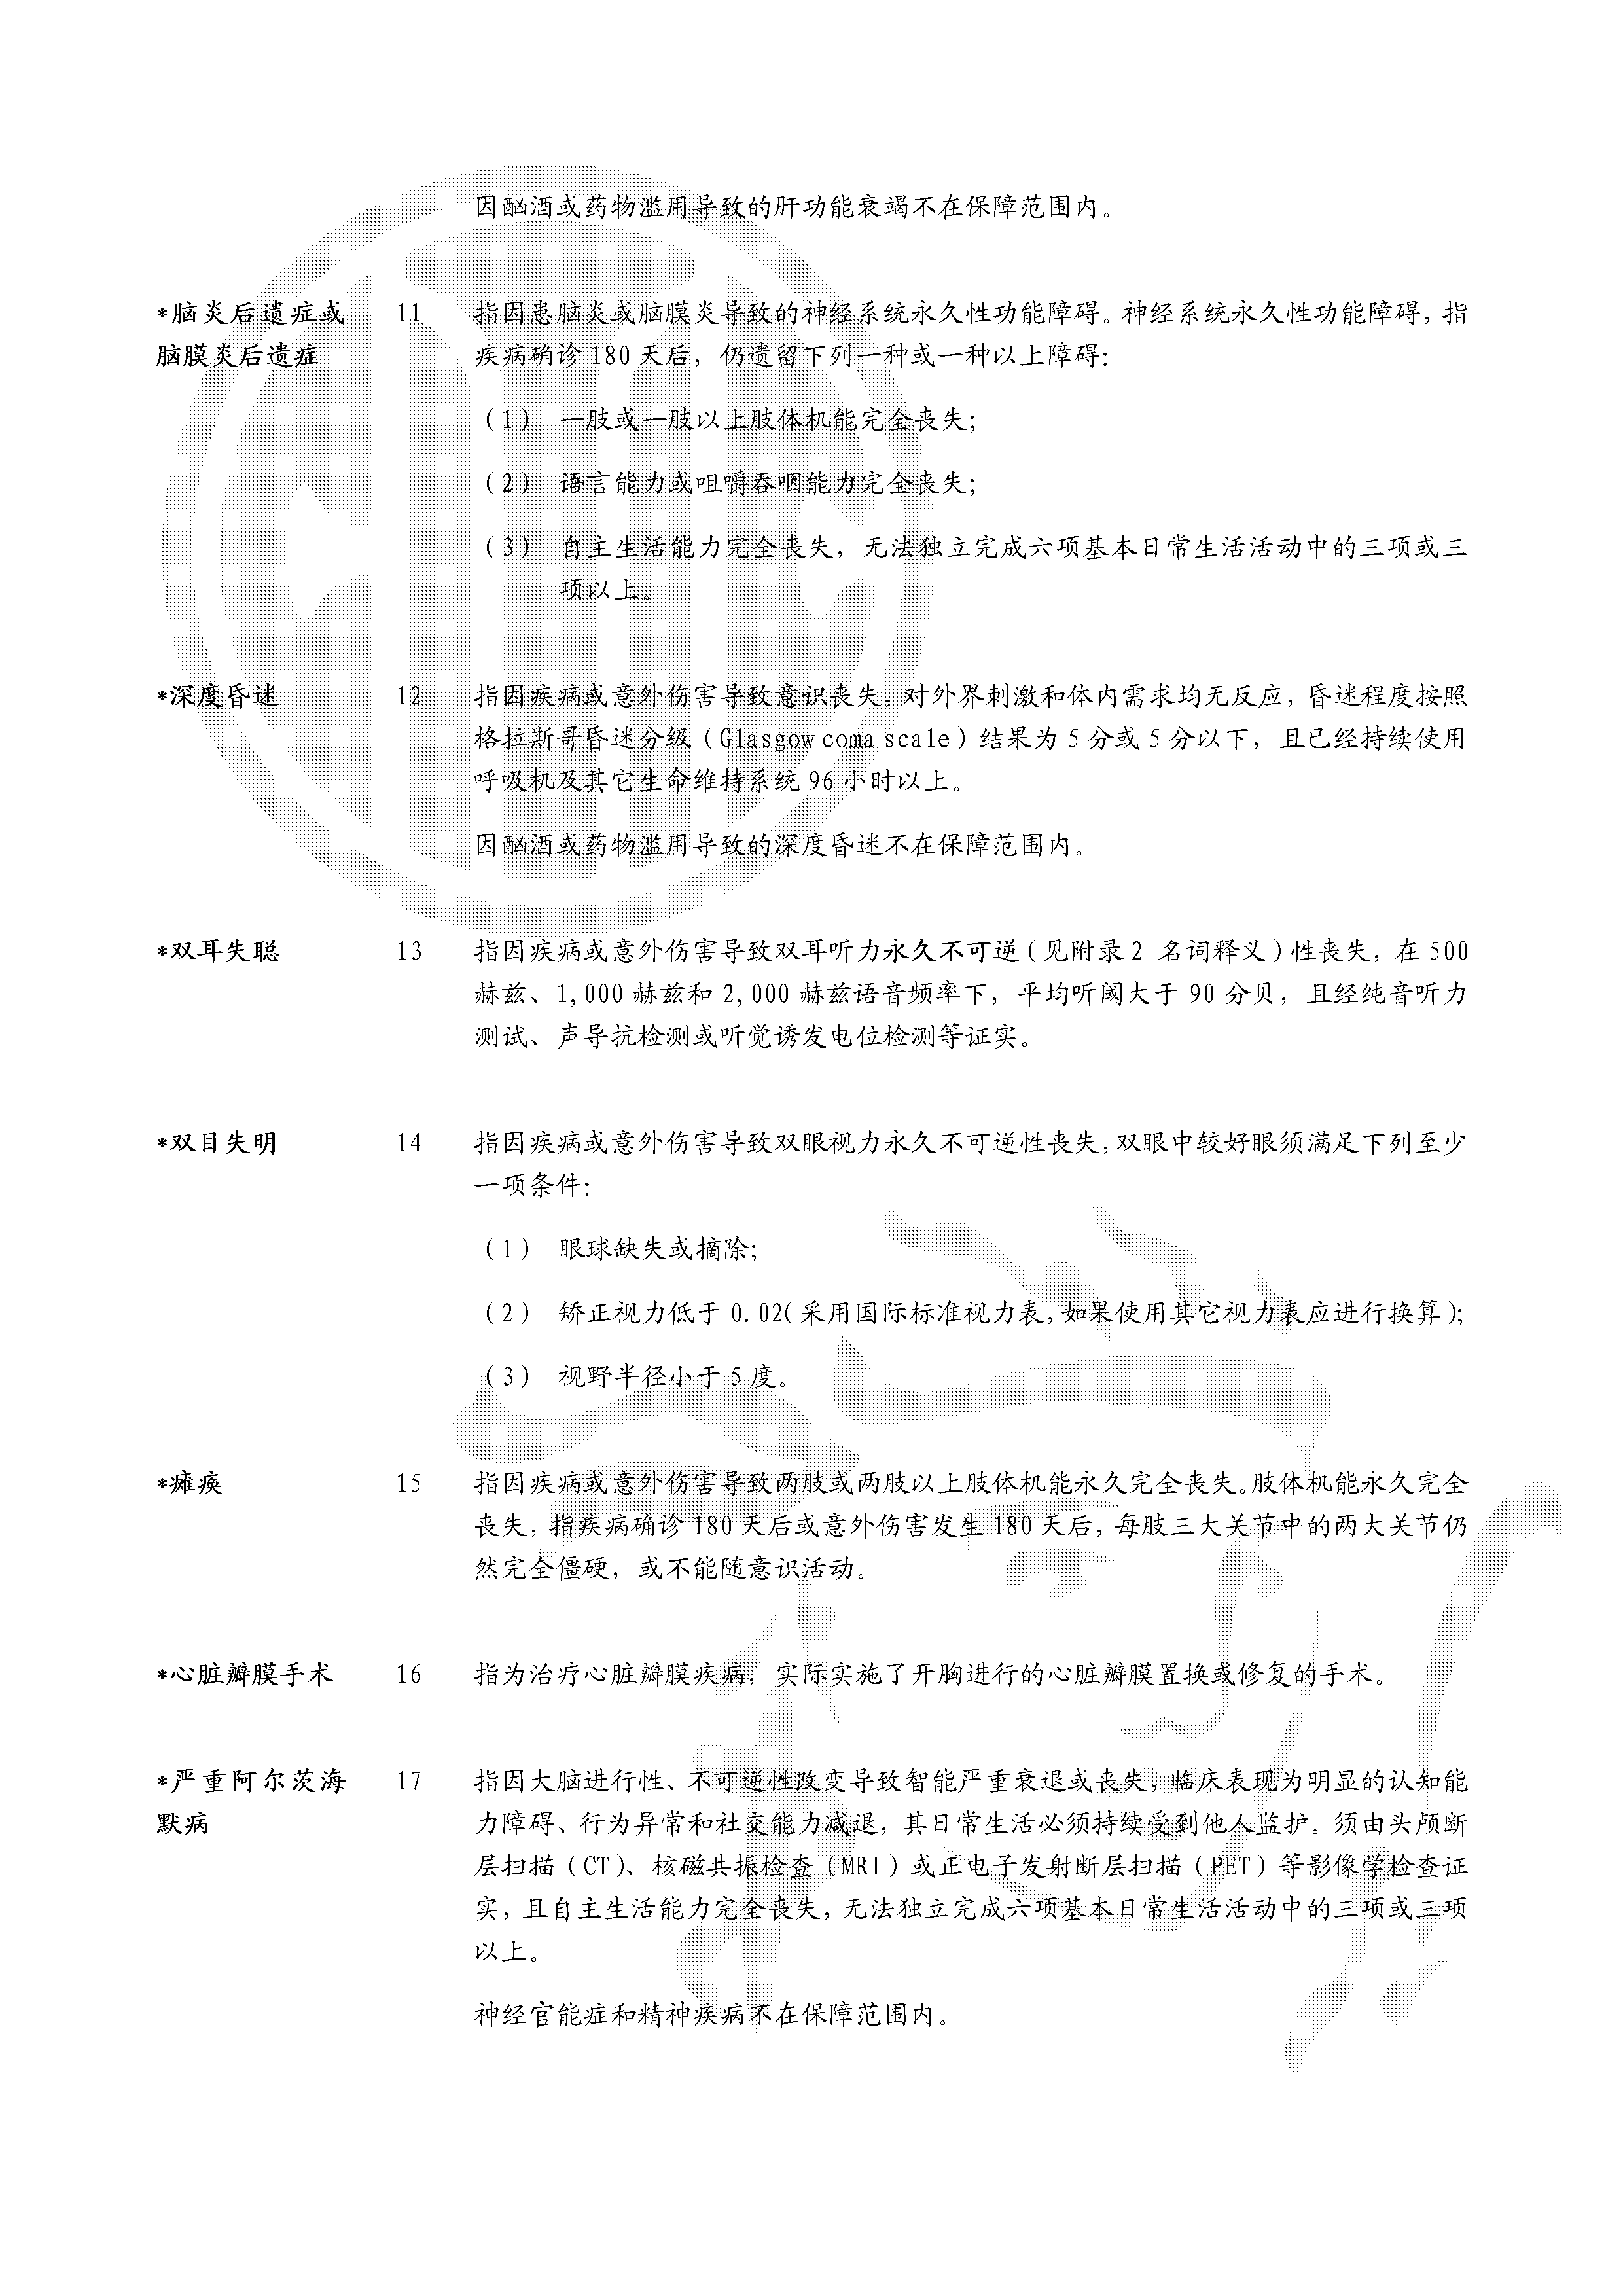 因酗酒或药物滥用导致的肝功能衰竭不在保障范围内。
*脑炎后遗症或 11 指因患脑炎或脑膜炎导致的神经系统永久性功能障碍。神经系统永久性功能障碍，指
脑膜炎后遗症 疾病确诊 180 天后，仍遗留下列一种或一种以上障碍：
（1） 一肢或一肢以上肢体机能完全丧失；
（2） 语言能力或咀嚼吞咽能力完全丧失；
（3） 自主生活能力完全丧失，无法独立完成六项基本日常生活活动中的三项或三
项以上。
*深度昏迷 12 指因疾病或意外伤害导致意识丧失，对外界刺激和体内需求均无反应，昏迷程度按照
格拉斯哥昏迷分级（Glasgow coma scale）结果为 5 分或 5 分以下，且已经持续使用
呼吸机及其它生命维持系统 96 小时以上。
因酗酒或药物滥用导致的深度昏迷不在保障范围内。
*双耳失聪 13 指因疾病或意外伤害导致双耳听力永久不可逆（见附录 2 名词释义）性丧失，在 500
赫兹、1,000 赫兹和 2,000 赫兹语音频率下，平均听阈大于 90 分贝，且经纯音听力
测试、声导抗检测或听觉诱发电位检测等证实。
*双目失明 14 指因疾病或意外伤害导致双眼视力永久不可逆性丧失，双眼中较好眼须满足下列至少
一项条件：
（1） 眼球缺失或摘除；
（2） 矫正视力低于 0.02（采用国际标准视力表，如果使用其它视力表应进行换算）；
（3） 视野半径小于 5 度。
*瘫痪 15 指因疾病或意外伤害导致两肢或两肢以上肢体机能永久完全丧失。肢体机能永久完全
丧失，指疾病确诊 180 天后或意外伤害发生 180 天后，每肢三大关节中的两大关节仍
然完全僵硬，或不能随意识活动。
*心脏瓣膜手术 16 指为治疗心脏瓣膜疾病，实际实施了开胸进行的心脏瓣膜置换或修复的手术。
*严重阿尔茨海 17 指因大脑进行性、不可逆性改变导致智能严重衰退或丧失，临床表现为明显的认知能
默病 力障碍、行为异常和社交能力减退，其日常生活必须持续受到他人监护。须由头颅断
层扫描（CT）、核磁共振检查（MRI）或正电子发射断层扫描（PET）等影像学检查证
实，且自主生活能力完全丧失，无法独立完成六项基本日常生活活动中的三项或三项
以上。
神经官能症和精神疾病不在保障范围内。